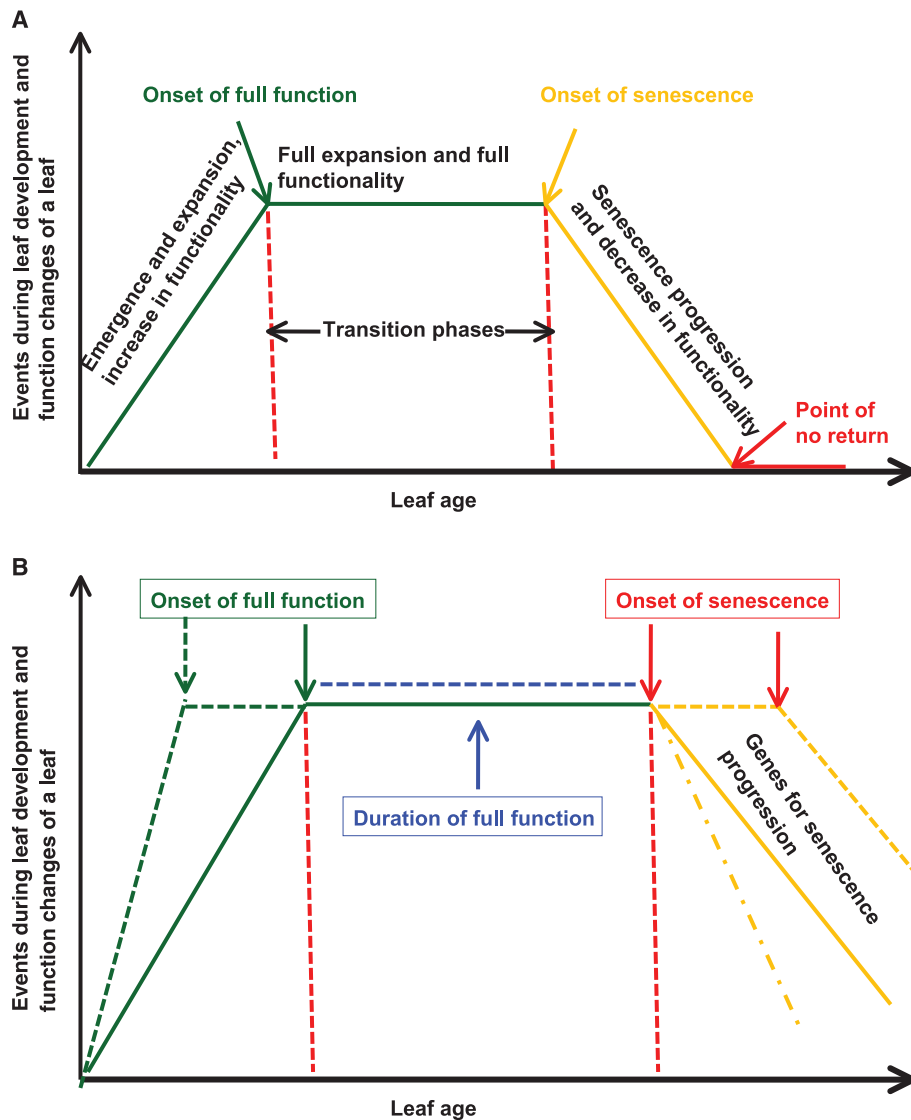 A
Events during leaf development and
function changes of a leaf
Onset of full function
Onset of senescence
Emergence and expansion,
increase in functionality
Full expansion and full
functionality
Transition phases
Senescence progression
and decrease in functionality
Point of
no return
Leaf age
B
Events during leaf development and
function changes of a leaf
Onset of full function
Onset of senescence
Duration of full function
Genes for senescence
progression
Leaf age